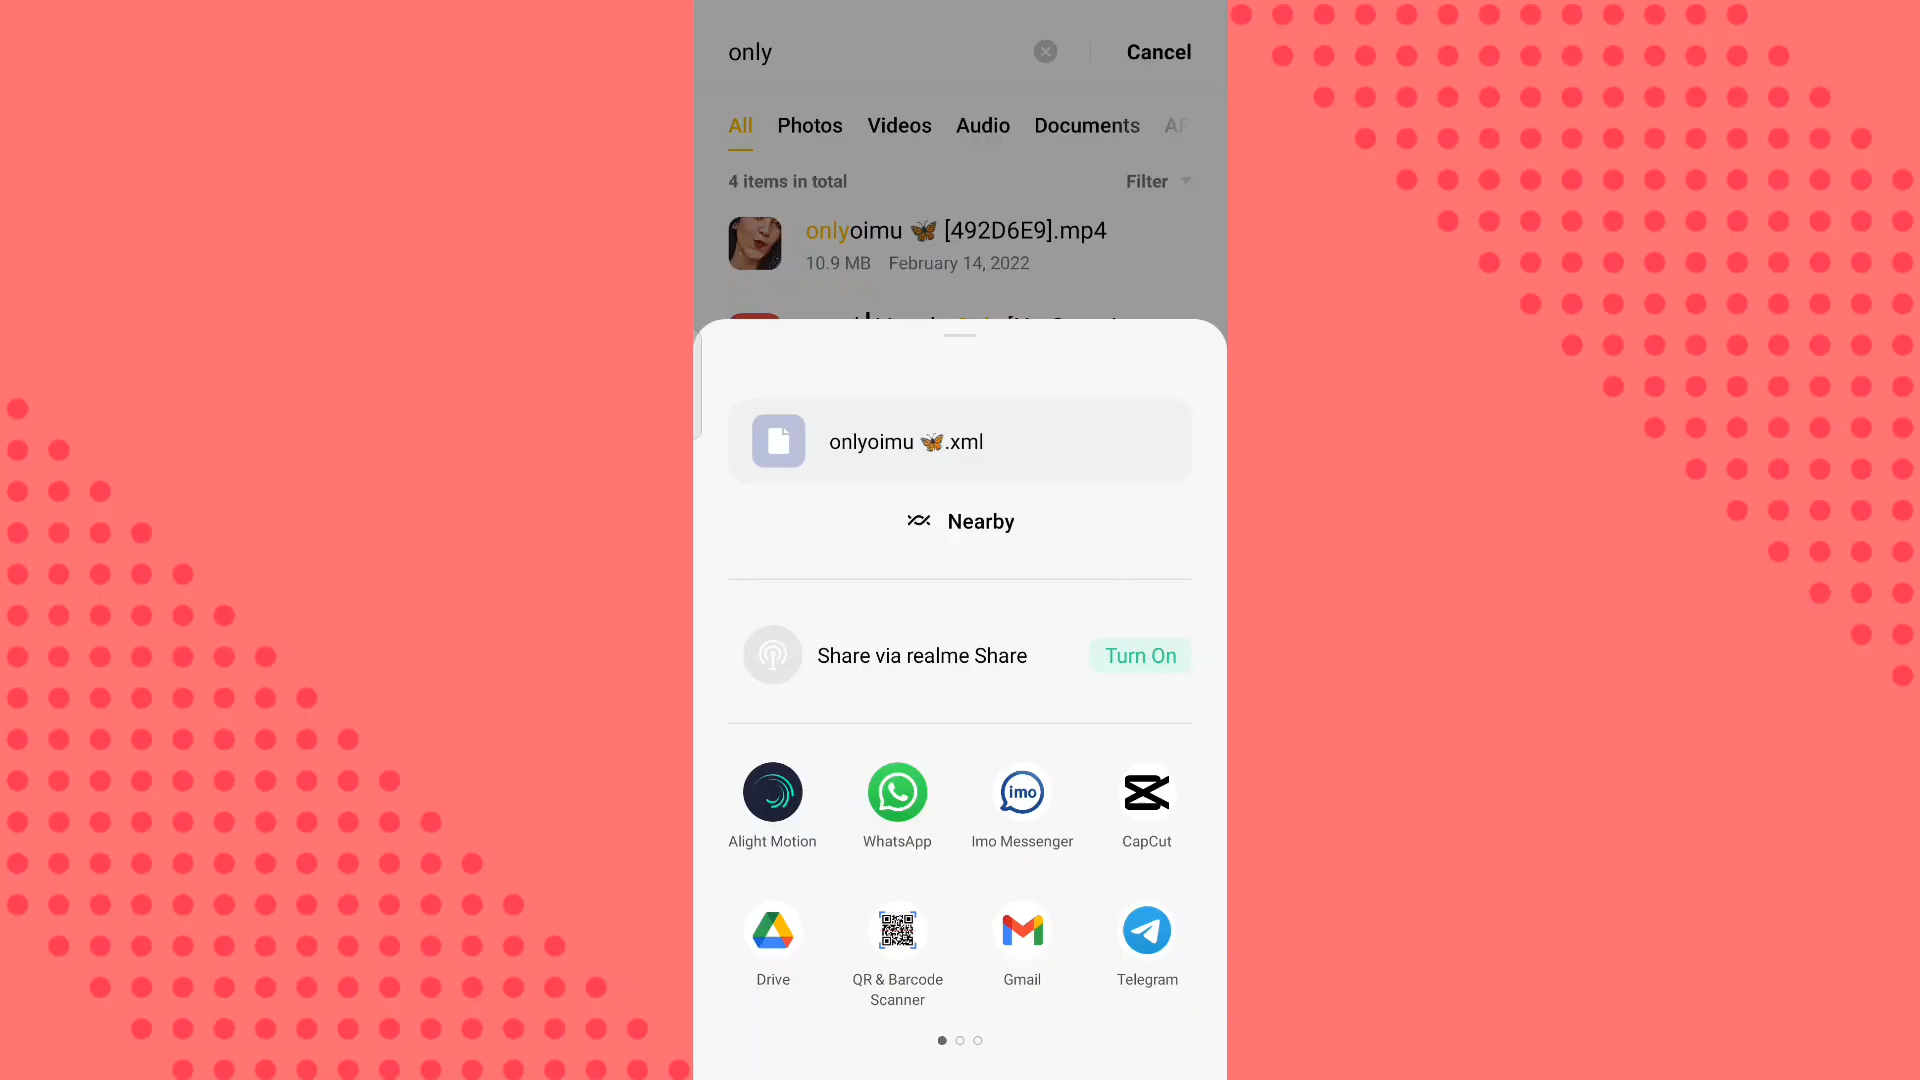 only
Cancel
All Photos Videos Audio Documents
4 items in total
Filter
onlyoimu 🦋 [492D6E9].mp4
10.9 MB February 14, 2022
onlyoimu 🦋.xml
Nearby
Share via realme Share
Turn On
imo
Alight Motion WhatsApp Imo Messenger CapCut
Drive QR & Barcode Scanner Gmail Telegram